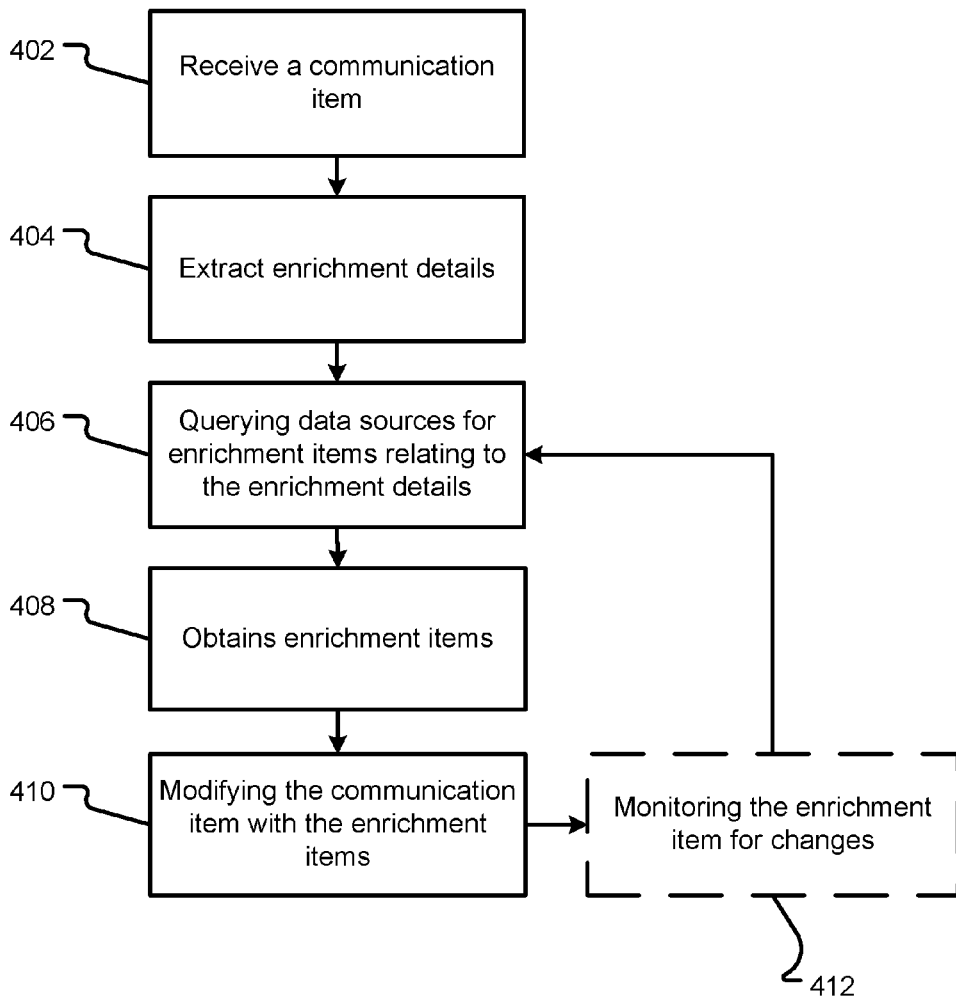 402
Receive a communication
item
404
Extract enrichment details
406
Querying data sources for
enrichment items relating to
the enrichment details
408
Obtains enrichment items
410
Modifying the communication
item with the enrichment
items
Monitoring the enrichment
item for changes
412